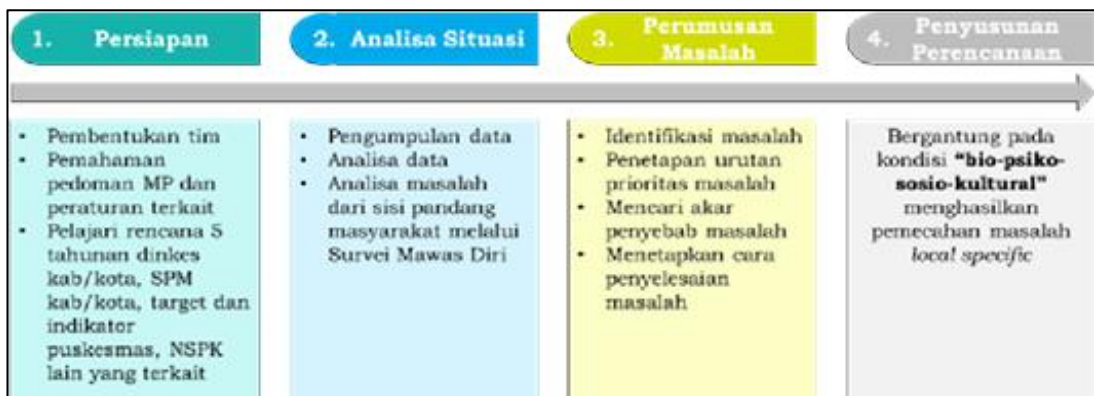 1. Persiapan
2. Analisa Situasi
3. Perumusan
Masalah
4. Penyusunan
Perencanaan
• Pembentukan tim
• Pemahaman
pedoman MP dan
peraturan terkait
• Pelajari rencana 5
tahunan dinkes
kab/kota, SPM
kab/kota, target dan
indikator
puskesmas, NSPK
lain yang terkait
• Pengumpulan data
• Analisa data
• Analisa masalah
dari sisi pandang
masyarakat melalui
Survei Mawas Diri
• Identifikasi masalah
• Penetapan urutan
prioritas masalah
• Mencari akar
penyebab masalah
• Menetapkan cara
penyelesaian
masalah
Bergantung pada
kondisi "bio-psiko-
sosio-kultural"
menghasilkan
pemecahan masalah
local specific